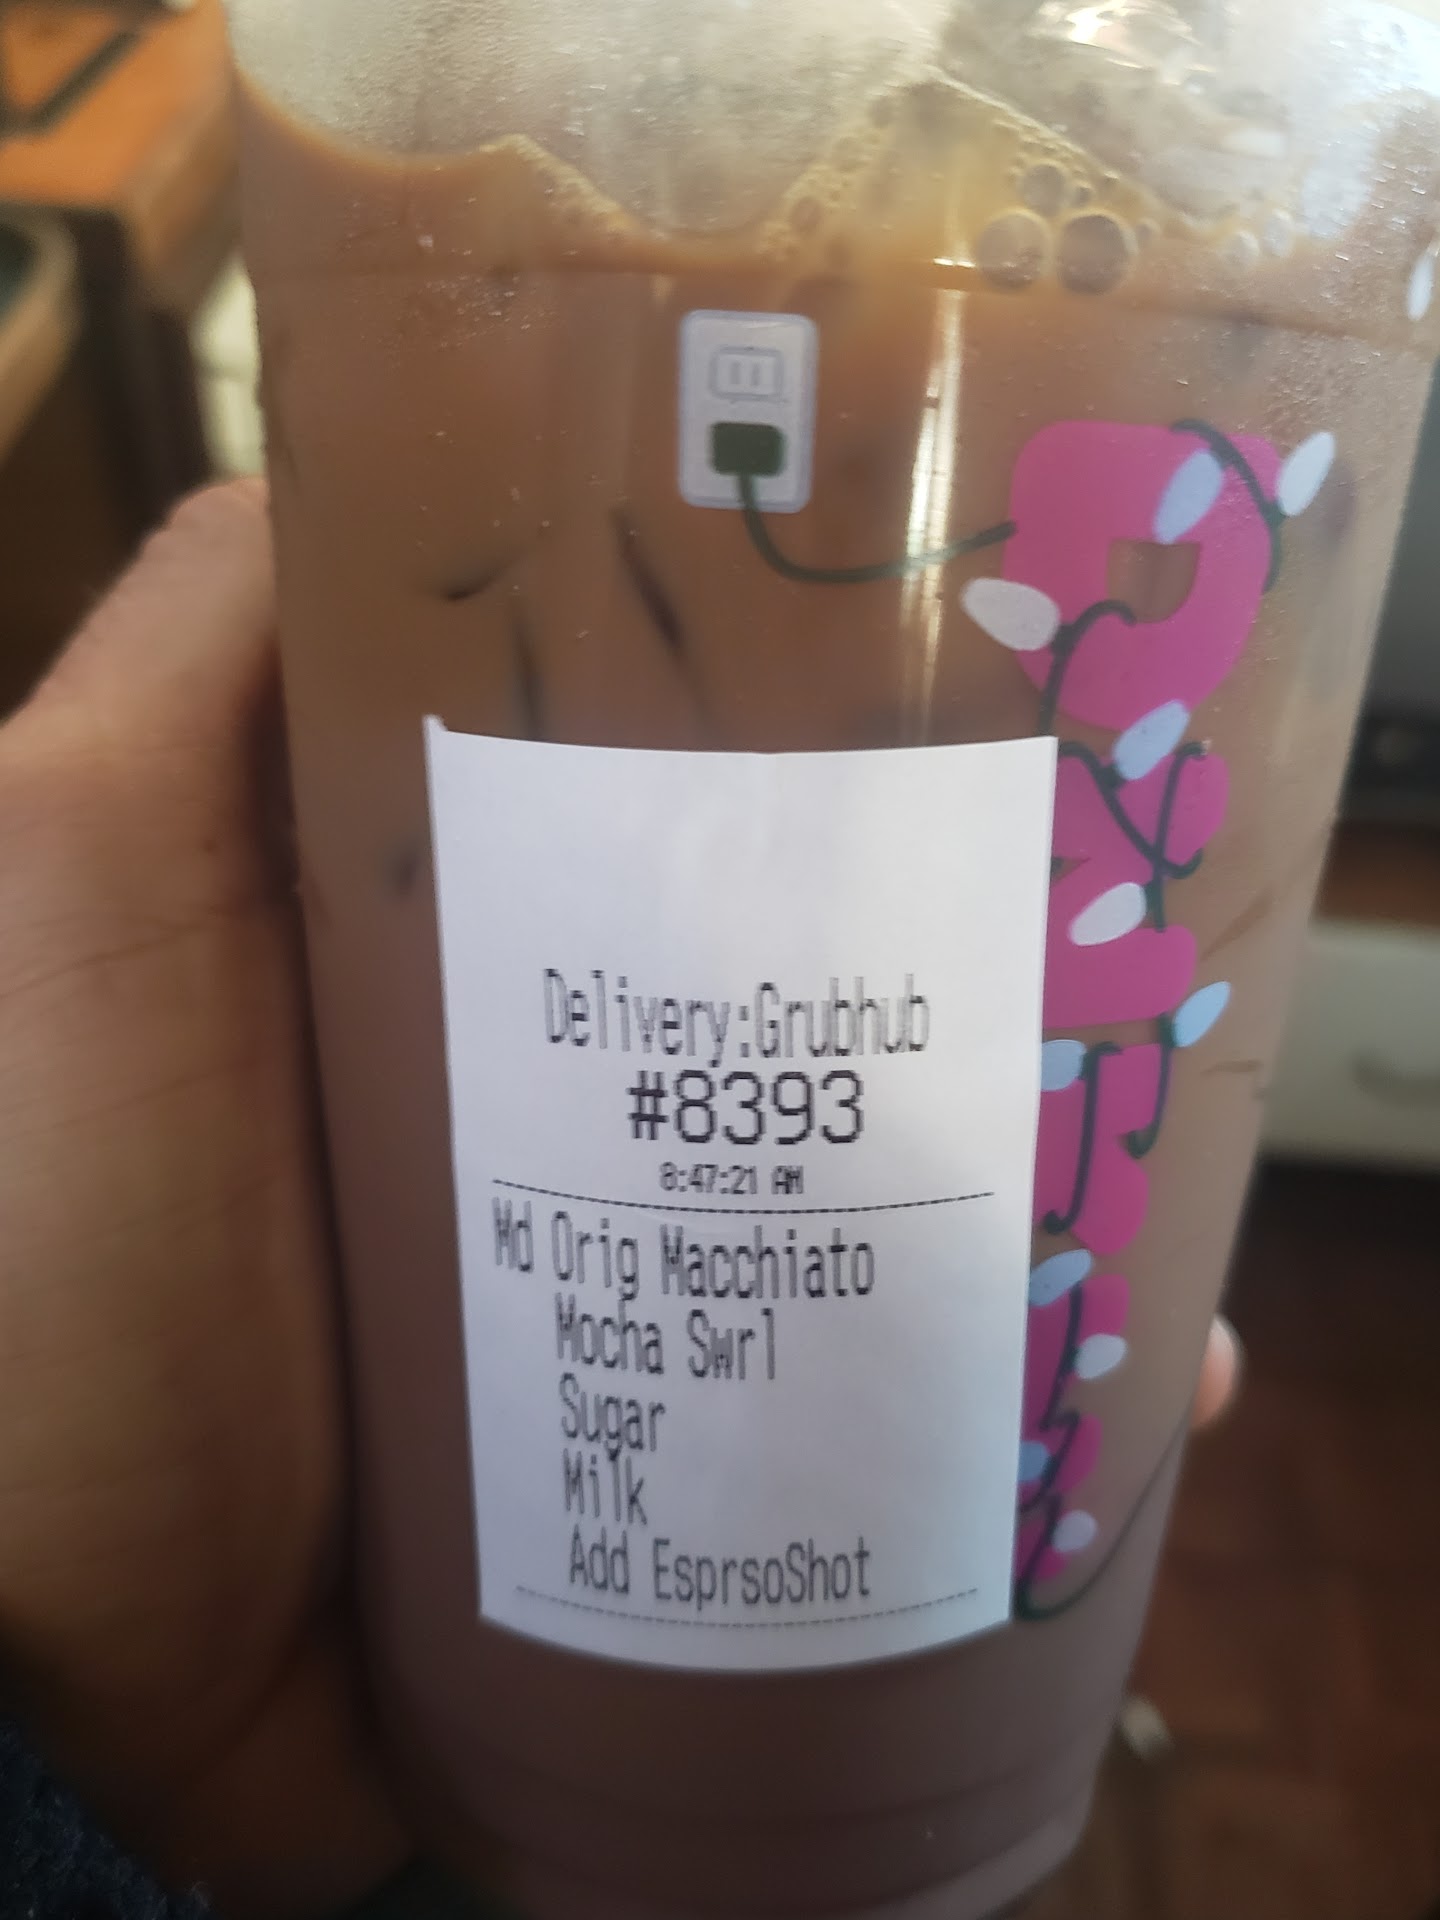 Delivery:Grubhub
#8393
8:47:21 AM
Md Orig Macchiato
Mocha Swrl
Sugar
Milk
Add EsprsoShot